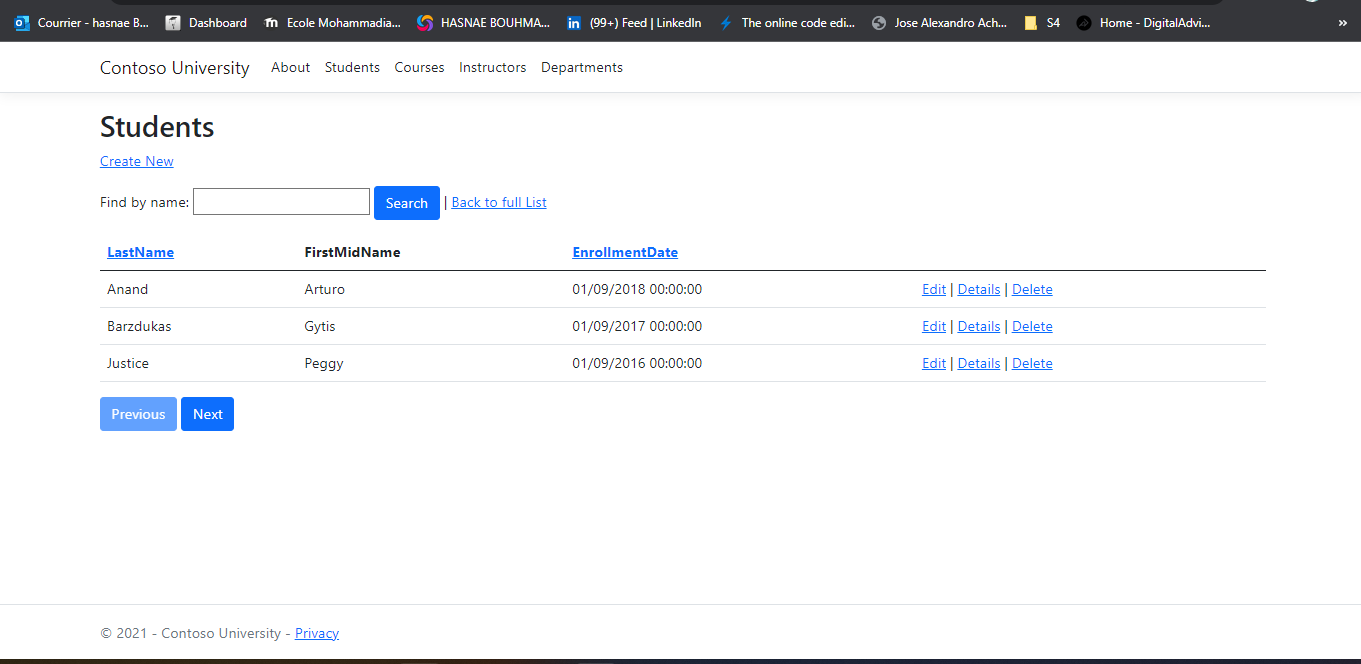 Courrier - hasnae B... Dashboard Ecole Mohammadia... HASNAE BOUHMA... (99+) Feed | LinkedIn The online code edi... Jose Alexandro Ach... S4 Home - DigitalAdvi... »
Contoso University About Students Courses Instructors Departments
Students
Create New
Find by name: Search | Back to full List
LastName FirstMidName EnrollmentDate
Anand Arturo 01/09/2018 00:00:00 Edit | Details | Delete
Barzdukas Gytis 01/09/2017 00:00:00 Edit | Details | Delete
Justice Peggy 01/09/2016 00:00:00 Edit | Details | Delete
Previous Next
© 2021 - Contoso University - Privacy